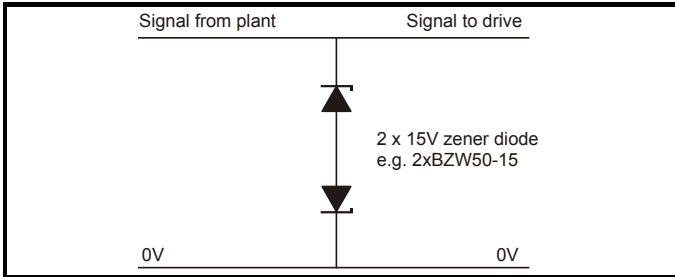 Signal from plant
Signal to drive
2 x 15V zener diode
e.g. 2xBZW50-15
0V
0V